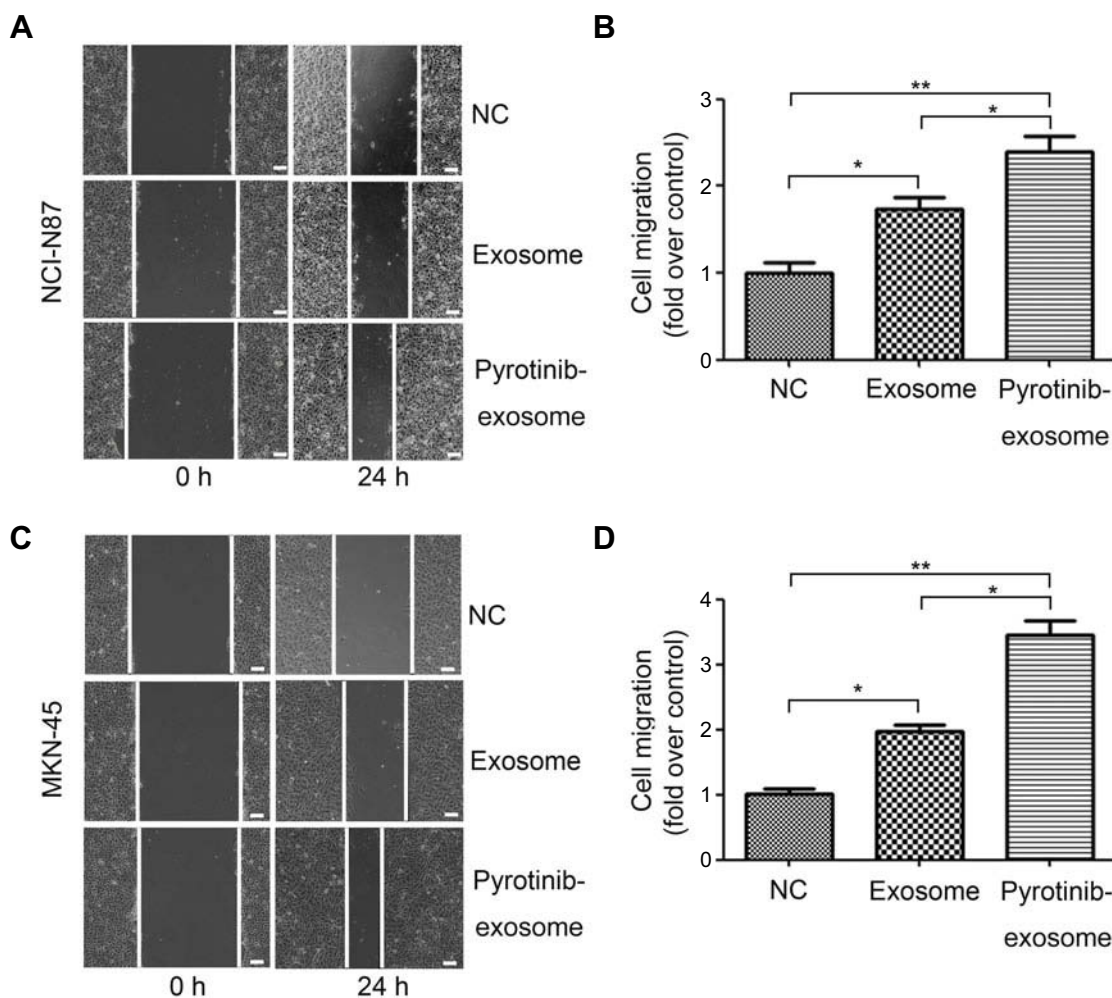 A
NCI-N87
NC
Exosome
Pyrotinib-
exosome
0 h
24 h
B
Cell migration
(fold over control)
3
2
1
0
**
*
*
NC
Exosome
Pyrotinib-
exosome
C
MKN-45
NC
Exosome
Pyrotinib-
exosome
0 h
24 h
D
Cell migration
(fold over control)
4
3
2
1
0
**
*
*
NC
Exosome
Pyrotinib-
exosome